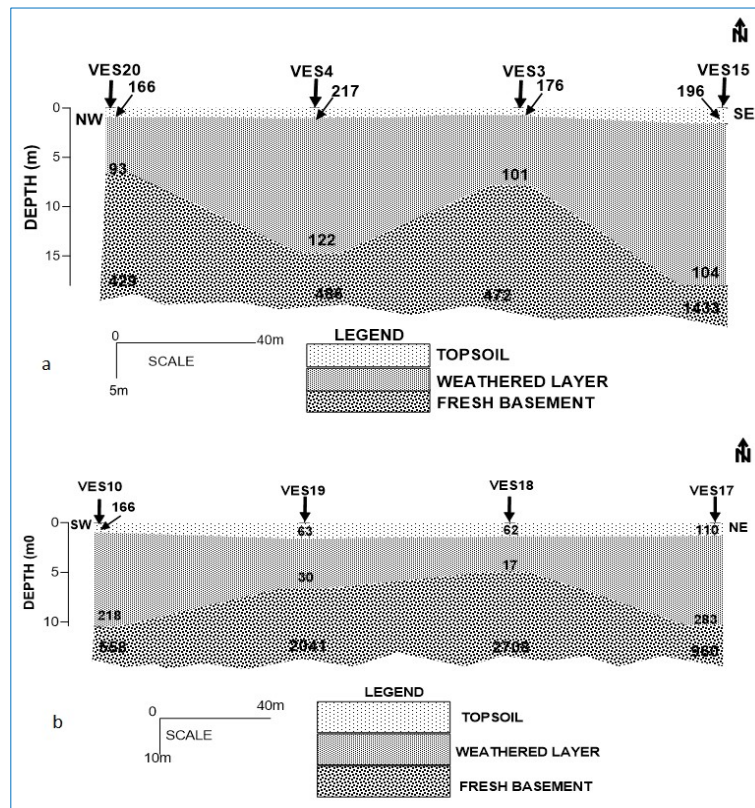 N
VES20 VES4 VES3 VES15
166 217 176 196
0
NW SE
DEPTH (m)
5
93 101
10
122
15
104
429 486 472 1433
LEGEND
0 40m
SCALE
5m
a
TOPSOIL
WEATHERED LAYER
FRESH BASEMENT
N
VES10 VES19 VES18 VES17
166
0
SW 63 62 110 NE
DEPTH (m0
5
30 17
10
218 283
558 2041 2708 960
LEGEND
0 40m
SCALE
10m
b
TOPSOIL
WEATHERED LAYER
FRESH BASEMENT